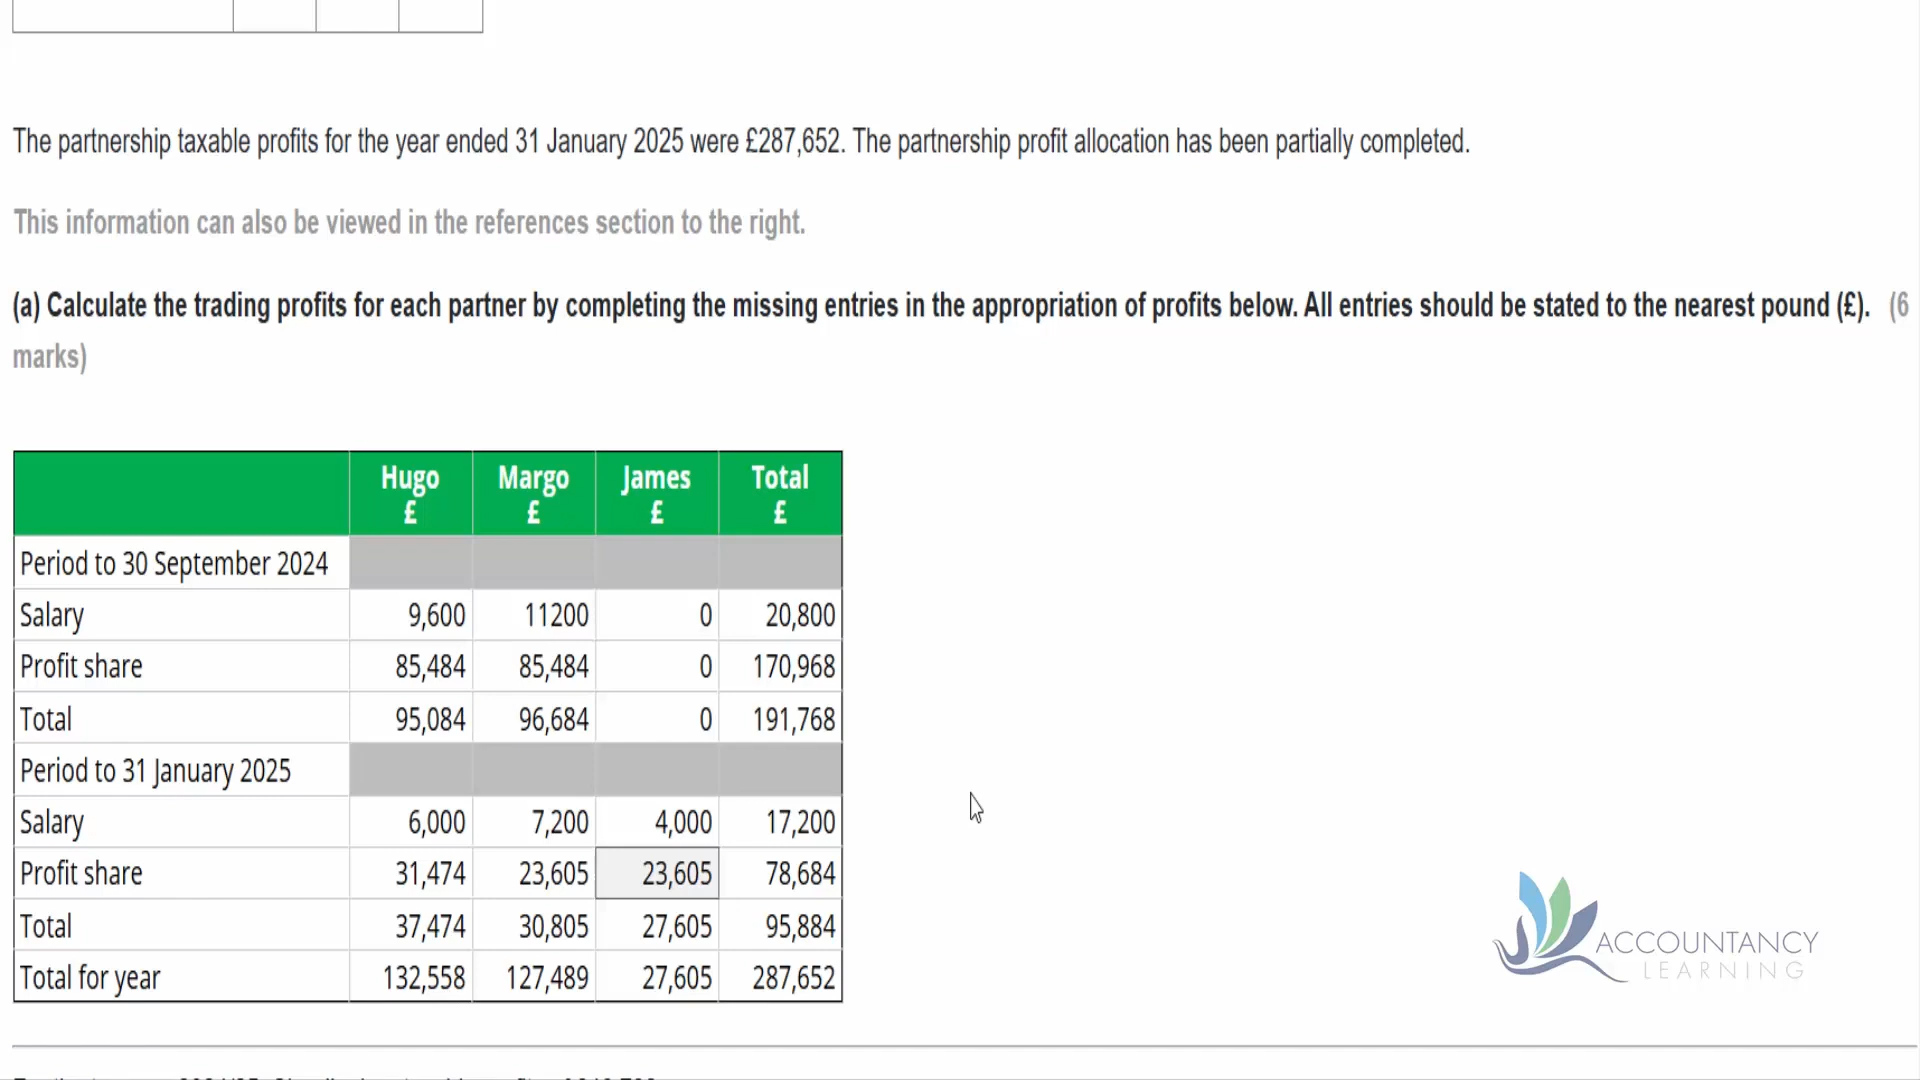 The partnership taxable profits for the year ended 31 January 2025 were £287,652. The partnership profit allocation has been partially completed.
This information can also be viewed in the references section to the right.
(a) Calculate the trading profits for each partner by completing the missing entries in the appropriation of profits below. All entries should be stated to the nearest pound (£). (6
marks)
Hugo £ Margo £ James £ Total £
Period to 30 September 2024
Salary 9,600 11200 0 20,800
Profit share 85,484 85,484 0 170,968
Total 95,084 96,684 0 191,768
Period to 31 January 2025
Salary 6,000 7,200 4,000 17,200
Profit share 31,474 23,605 23,605 78,684
Total 37,474 30,805 27,605 95,884
Total for year 132,558 127,489 27,605 287,652
ACCOUNTANCY
LEARNING